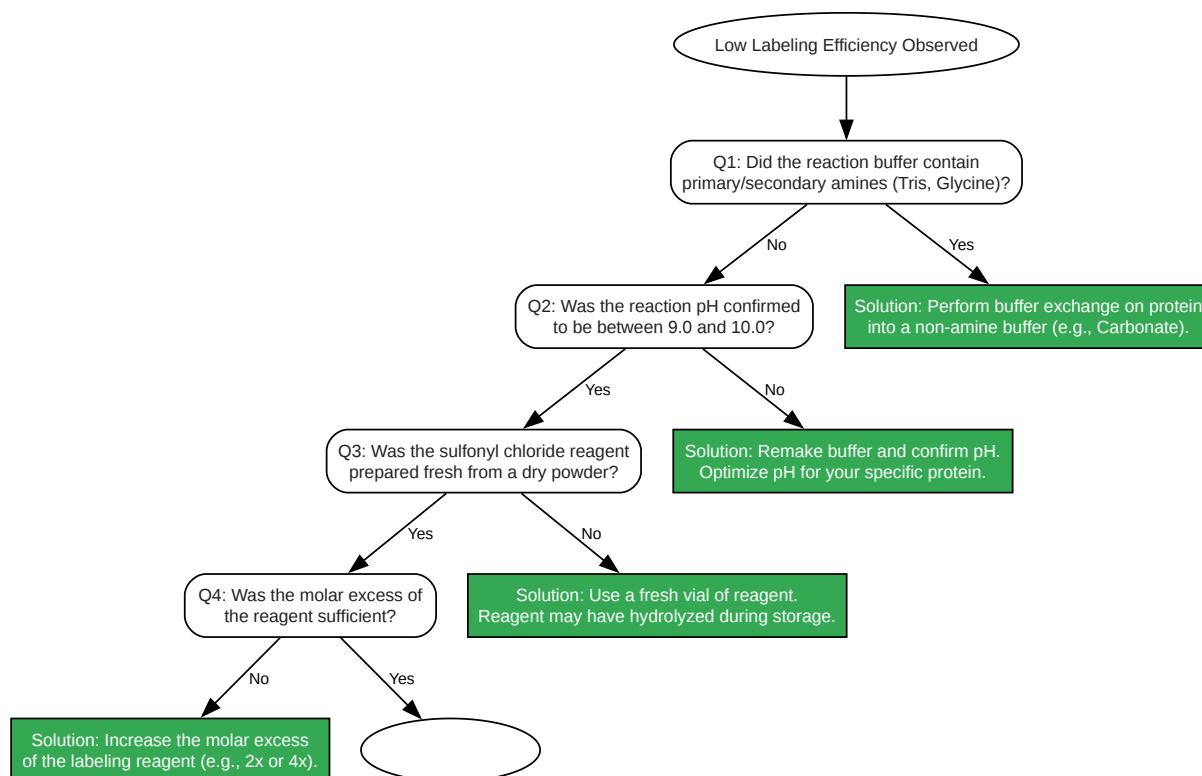 Low Labeling Efficiency Observed
Q1: Did the reaction buffer contain
primary/secondary amines (Tris, Glycine)?
No
Yes
Q2: Was the reaction pH confirmed
to be between 9.0 and 10.0?
Solution: Perform buffer exchange on protein
into a non-amine buffer (e.g., Carbonate).
Yes
No
Q3: Was the sulfonyl chloride reagent
prepared fresh from a dry powder?
Solution: Remake buffer and confirm pH.
Optimize pH for your specific protein.
Yes
No
Q4: Was the molar excess of
the reagent sufficient?
Solution: Use a fresh vial of reagent.
Reagent may have hydrolyzed during storage.
No
Yes
Solution: Increase the molar excess
of the labeling reagent (e.g., 2x or 4x).